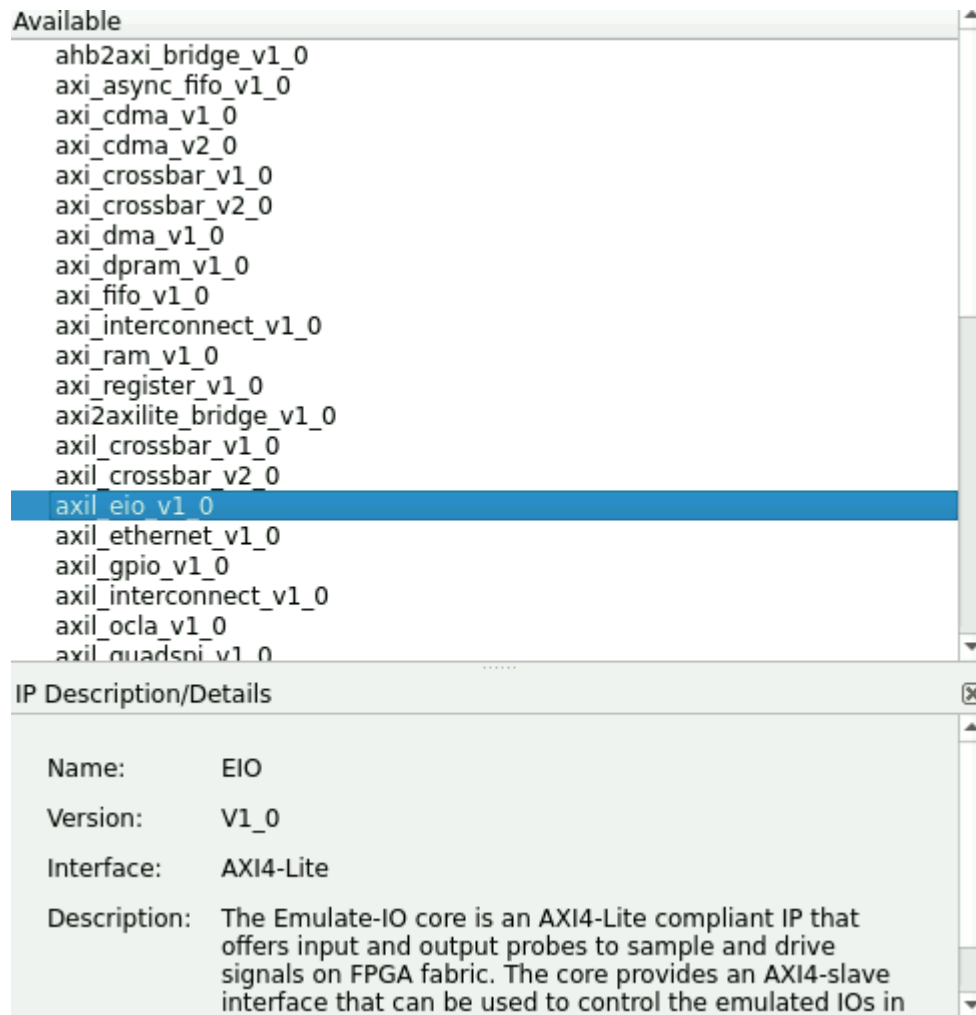 Available
ahb2axi_bridge_v1_0
axi_async_fifo_v1_0
axi_cdma_v1_0
axi_cdma_v2_0
axi_crossbar_v1_0
axi_crossbar_v2_0
axi_dma_v1_0
axi_dpram_v1_0
axi_fifo_v1_0
axi_interconnect_v1_0
axi_ram_v1_0
axi_register_v1_0
axi2axilite_bridge_v1_0
axil_crossbar_v1_0
axil_crossbar_v2_0
axil_eio_v1_0
axil_ethernet_v1_0
axil_gpio_v1_0
axil_interconnect_v1_0
axil_ocla_v1_0
axil_quadspi_v1_0
IP Description/Details
Name: EIO
Version: V1_0
Interface: AXI4-Lite
Description: The Emulate-IO core is an AXI4-Lite compliant IP that
offers input and output probes to sample and drive
signals on FPGA fabric. The core provides an AXI4-slave
interface that can be used to control the emulated IOs in